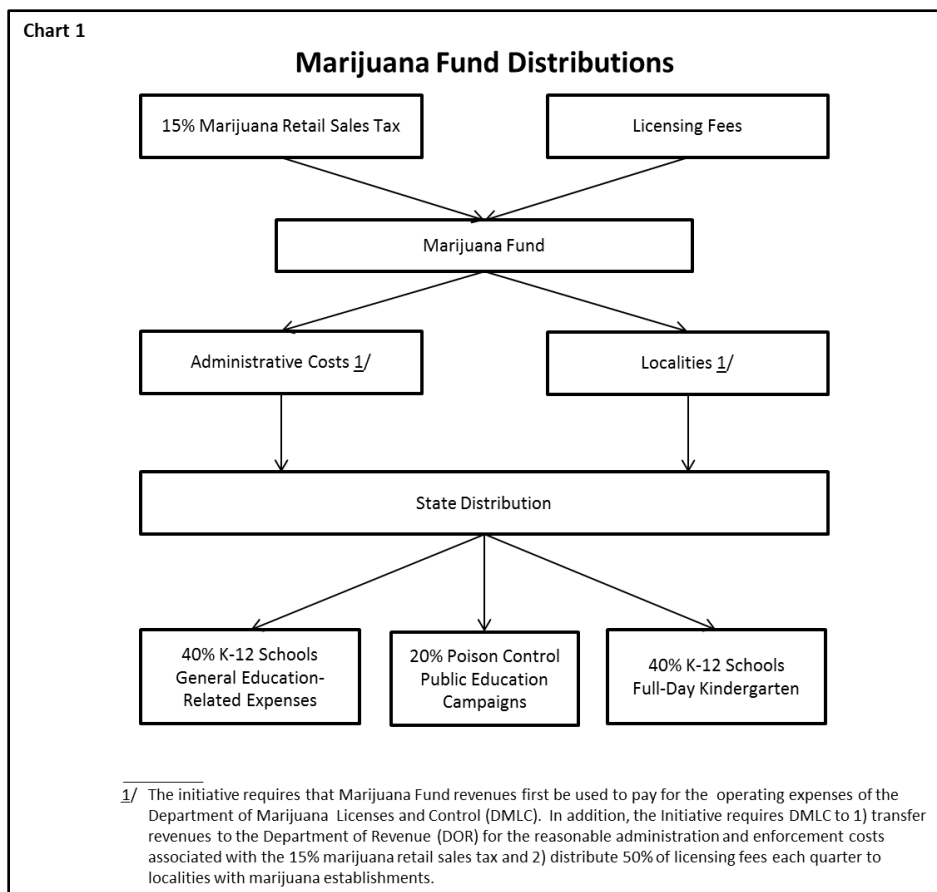 Chart 1
Marijuana Fund Distributions
15% Marijuana Retail Sales Tax
Licensing Fees
Marijuana Fund
Administrative Costs 1/
Localities 1/
State Distribution
40% K-12 Schools
General Education-
Related Expenses
20% Poison Control
Public Education
Campaigns
40% K-12 Schools
Full-Day Kindergarten
1/ The initiative requires that Marijuana Fund revenues first be used to pay for the operating expenses of the
Department of Marijuana Licenses and Control (DMLC). In addition, the Initiative requires DMLC to 1) transfer
revenues to the Department of Revenue (DOR) for the reasonable administration and enforcement costs
associated with the 15% marijuana retail sales tax and 2) distribute 50% of licensing fees each quarter to
localities with marijuana establishments.